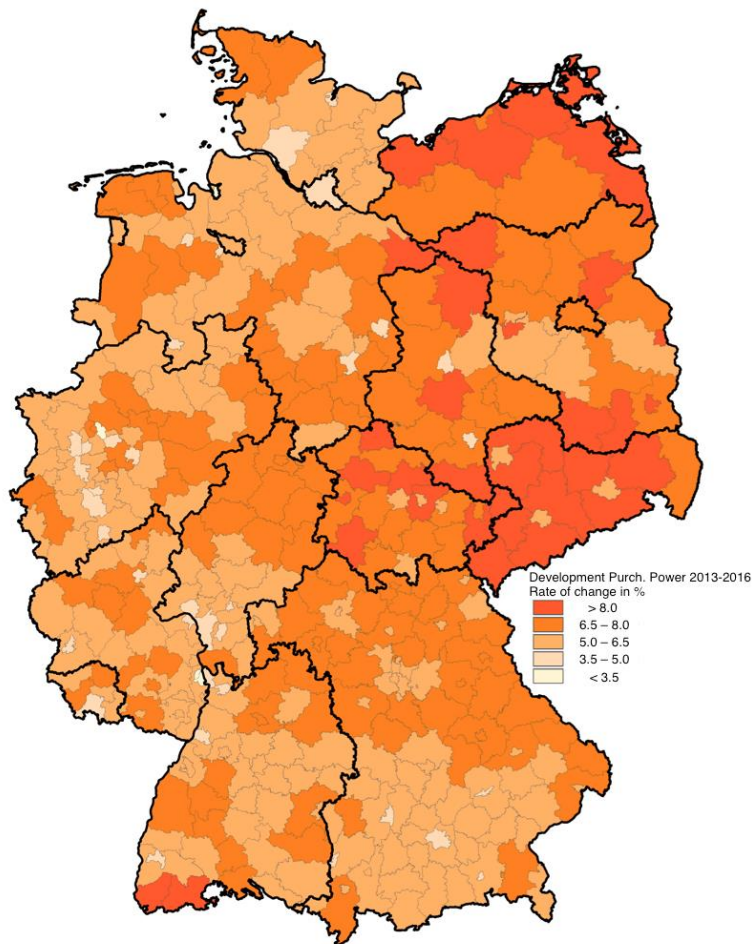 Development Purch. Power 2013-2016
Rate of change in %
> 8.0
6.5 – 8.0
5.0 – 6.5
3.5 – 5.0
< 3.5